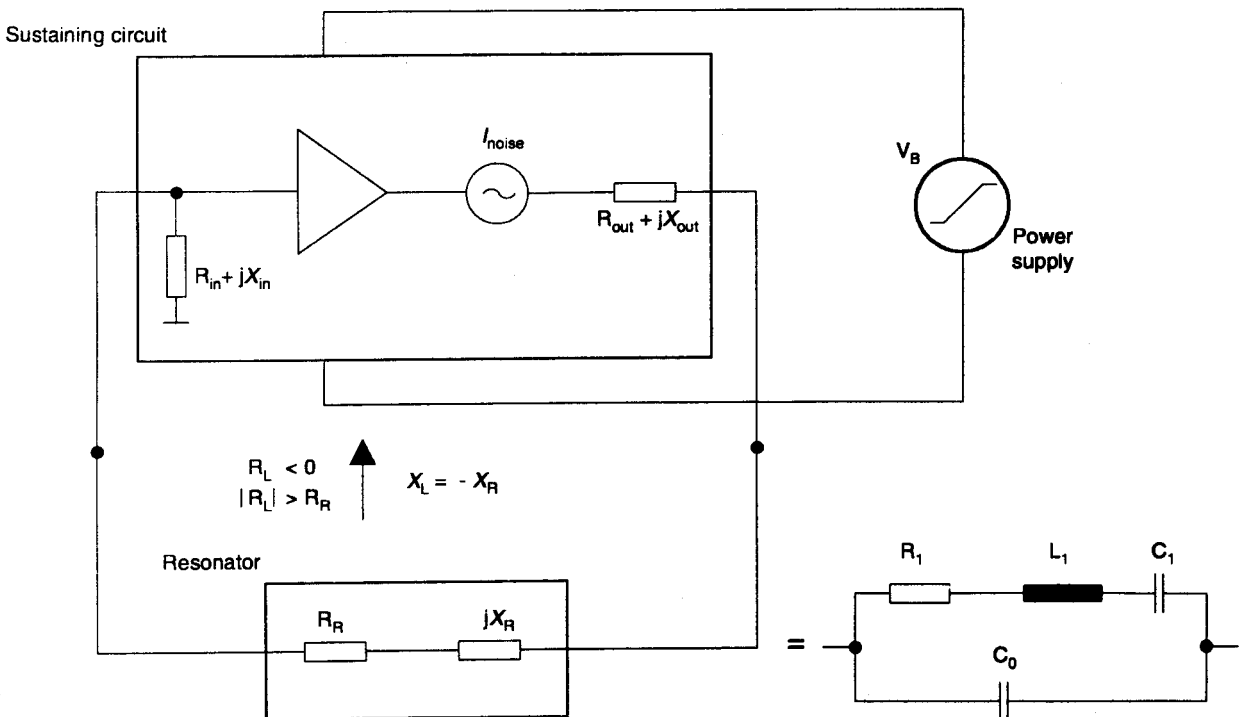 Sustaining circuit
I_noise
V_B
R_out + jX_out
Power
supply
R_in + jX_in
R_L < 0
|R_L| > R_R
X_L = - X_R
Resonator
R_R
jX_R
=
R_1
L_1
C_1
C_0